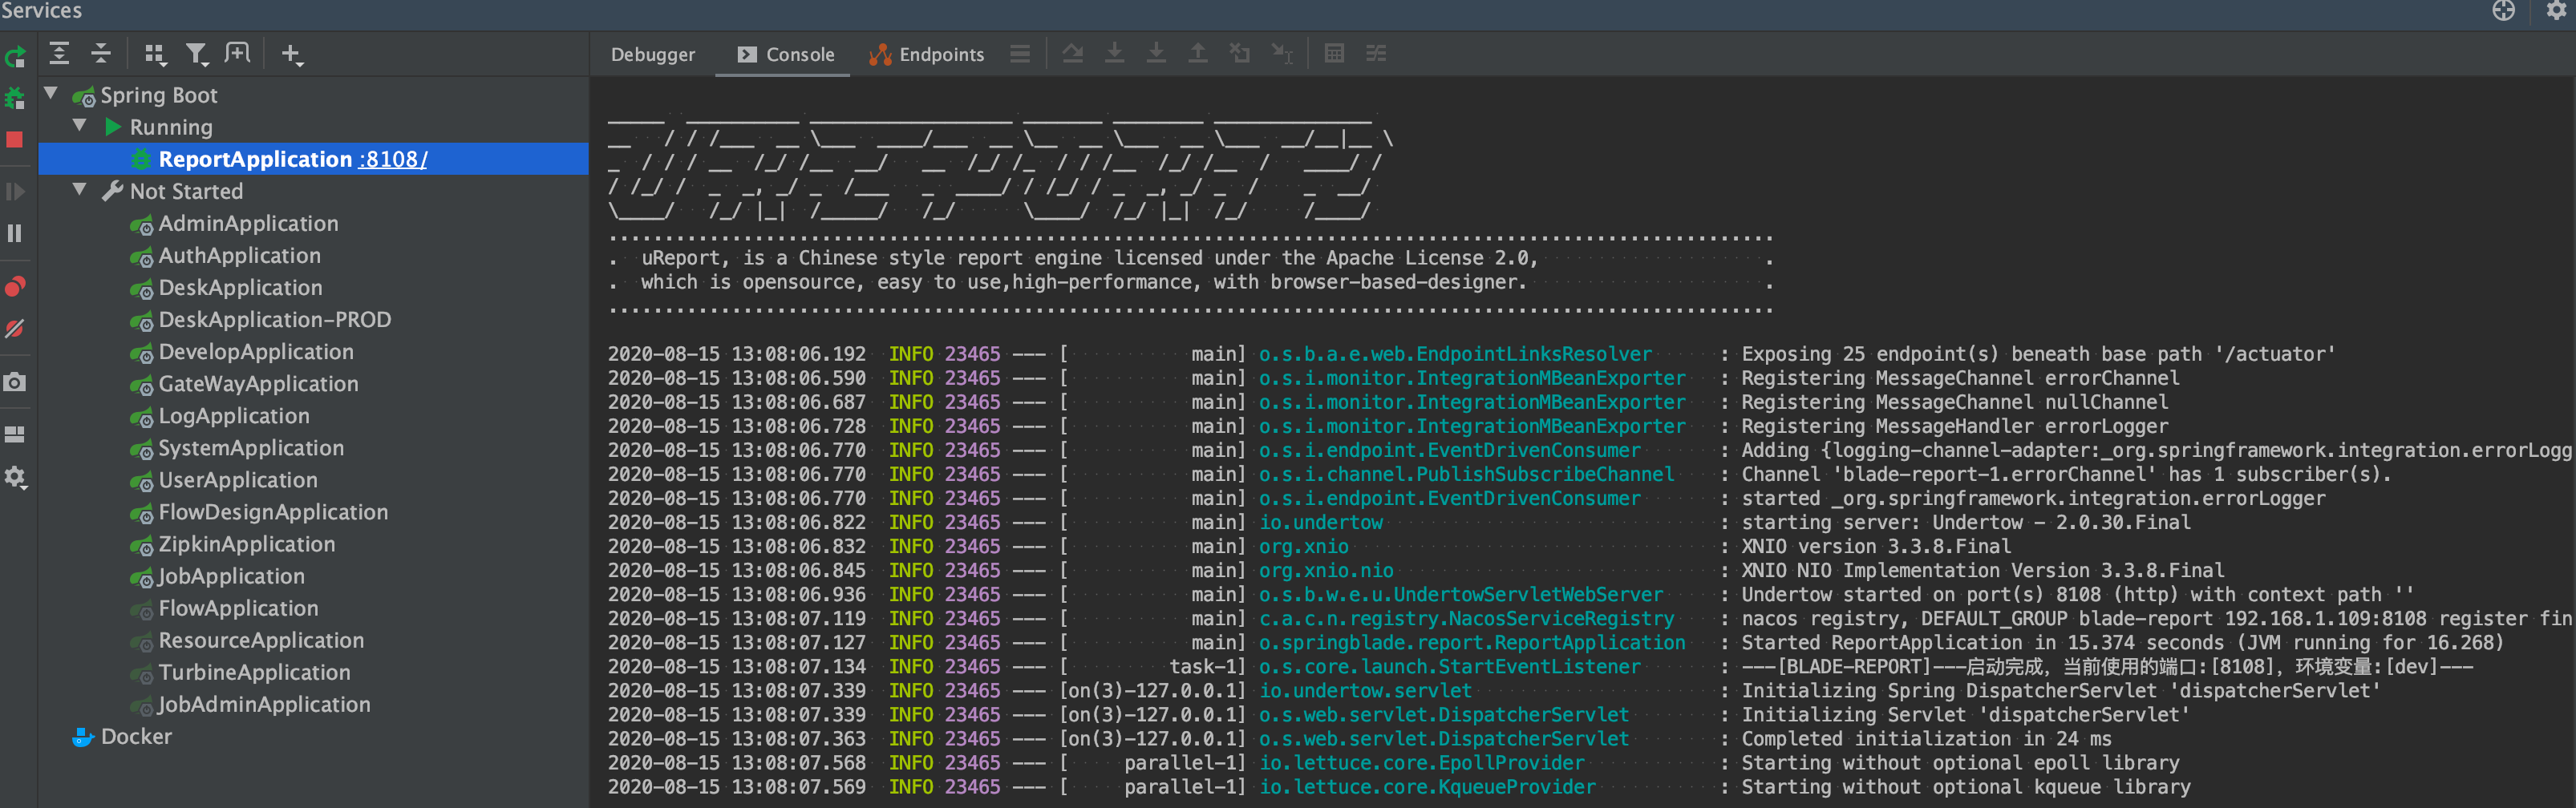 Services
Debugger Console Endpoints
Spring Boot
Running
ReportApplication :8108/
Not Started
AdminApplication
AuthApplication
DeskApplication
DeskApplication-PROD
DevelopApplication
GateWayApplication
LogApplication
SystemApplication
UserApplication
FlowDesignApplication
ZipkinApplication
JobApplication
FlowApplication
ResourceApplication
TurbineApplication
JobAdminApplication
Docker
. uReport, is a Chinese style report engine licensed under the Apache License 2.0, .
. which is opensource, easy to use,high-performance, with browser-based-designer. .
2020-08-15 13:08:06.192 INFO 23465 --- [ main] o.s.b.a.e.web.EndpointLinksResolver : Exposing 25 endpoint(s) beneath base path '/actuator'
2020-08-15 13:08:06.590 INFO 23465 --- [ main] o.s.i.monitor.IntegrationMBeanExporter : Registering MessageChannel errorChannel
2020-08-15 13:08:06.687 INFO 23465 --- [ main] o.s.i.monitor.IntegrationMBeanExporter : Registering MessageChannel nullChannel
2020-08-15 13:08:06.728 INFO 23465 --- [ main] o.s.i.monitor.IntegrationMBeanExporter : Registering MessageHandler errorLogger
2020-08-15 13:08:06.770 INFO 23465 --- [ main] o.s.i.endpoint.EventDrivenConsumer : Adding {logging-channel-adapter:_org.springframework.integration.errorLogg
2020-08-15 13:08:06.770 INFO 23465 --- [ main] o.s.i.channel.PublishSubscribeChannel : Channel 'blade-report-1.errorChannel' has 1 subscriber(s).
2020-08-15 13:08:06.770 INFO 23465 --- [ main] o.s.i.endpoint.EventDrivenConsumer : started _org.springframework.integration.errorLogger
2020-08-15 13:08:06.822 INFO 23465 --- [ main] io.undertow : starting server: Undertow - 2.0.30.Final
2020-08-15 13:08:06.832 INFO 23465 --- [ main] org.xnio : XNIO version 3.3.8.Final
2020-08-15 13:08:06.845 INFO 23465 --- [ main] org.xnio.nio : XNIO NIO Implementation Version 3.3.8.Final
2020-08-15 13:08:06.936 INFO 23465 --- [ main] o.s.b.w.e.u.UndertowServletWebServer : Undertow started on port(s) 8108 (http) with context path ''
2020-08-15 13:08:07.119 INFO 23465 --- [ main] c.a.c.n.registry.NacosServiceRegistry : nacos registry, DEFAULT_GROUP blade-report 192.168.1.109:8108 register fin
2020-08-15 13:08:07.127 INFO 23465 --- [ main] o.springblade.report.ReportApplication : Started ReportApplication in 15.374 seconds (JVM running for 16.268)
2020-08-15 13:08:07.134 INFO 23465 --- [ task-1] o.s.core.launch.StartEventListener : ---[BLADE-REPORT]---启动完成，当前使用的端口:[8108]，环境变量:[dev]---
2020-08-15 13:08:07.339 INFO 23465 --- [on(3)-127.0.0.1] io.undertow.servlet : Initializing Spring DispatcherServlet 'dispatcherServlet'
2020-08-15 13:08:07.339 INFO 23465 --- [on(3)-127.0.0.1] o.s.web.servlet.DispatcherServlet : Initializing Servlet 'dispatcherServlet'
2020-08-15 13:08:07.363 INFO 23465 --- [on(3)-127.0.0.1] o.s.web.servlet.DispatcherServlet : Completed initialization in 24 ms
2020-08-15 13:08:07.568 INFO 23465 --- [ parallel-1] io.lettuce.core.EpollProvider : Starting without optional epoll library
2020-08-15 13:08:07.569 INFO 23465 --- [ parallel-1] io.lettuce.core.KqueueProvider : Starting without optional kqueue library